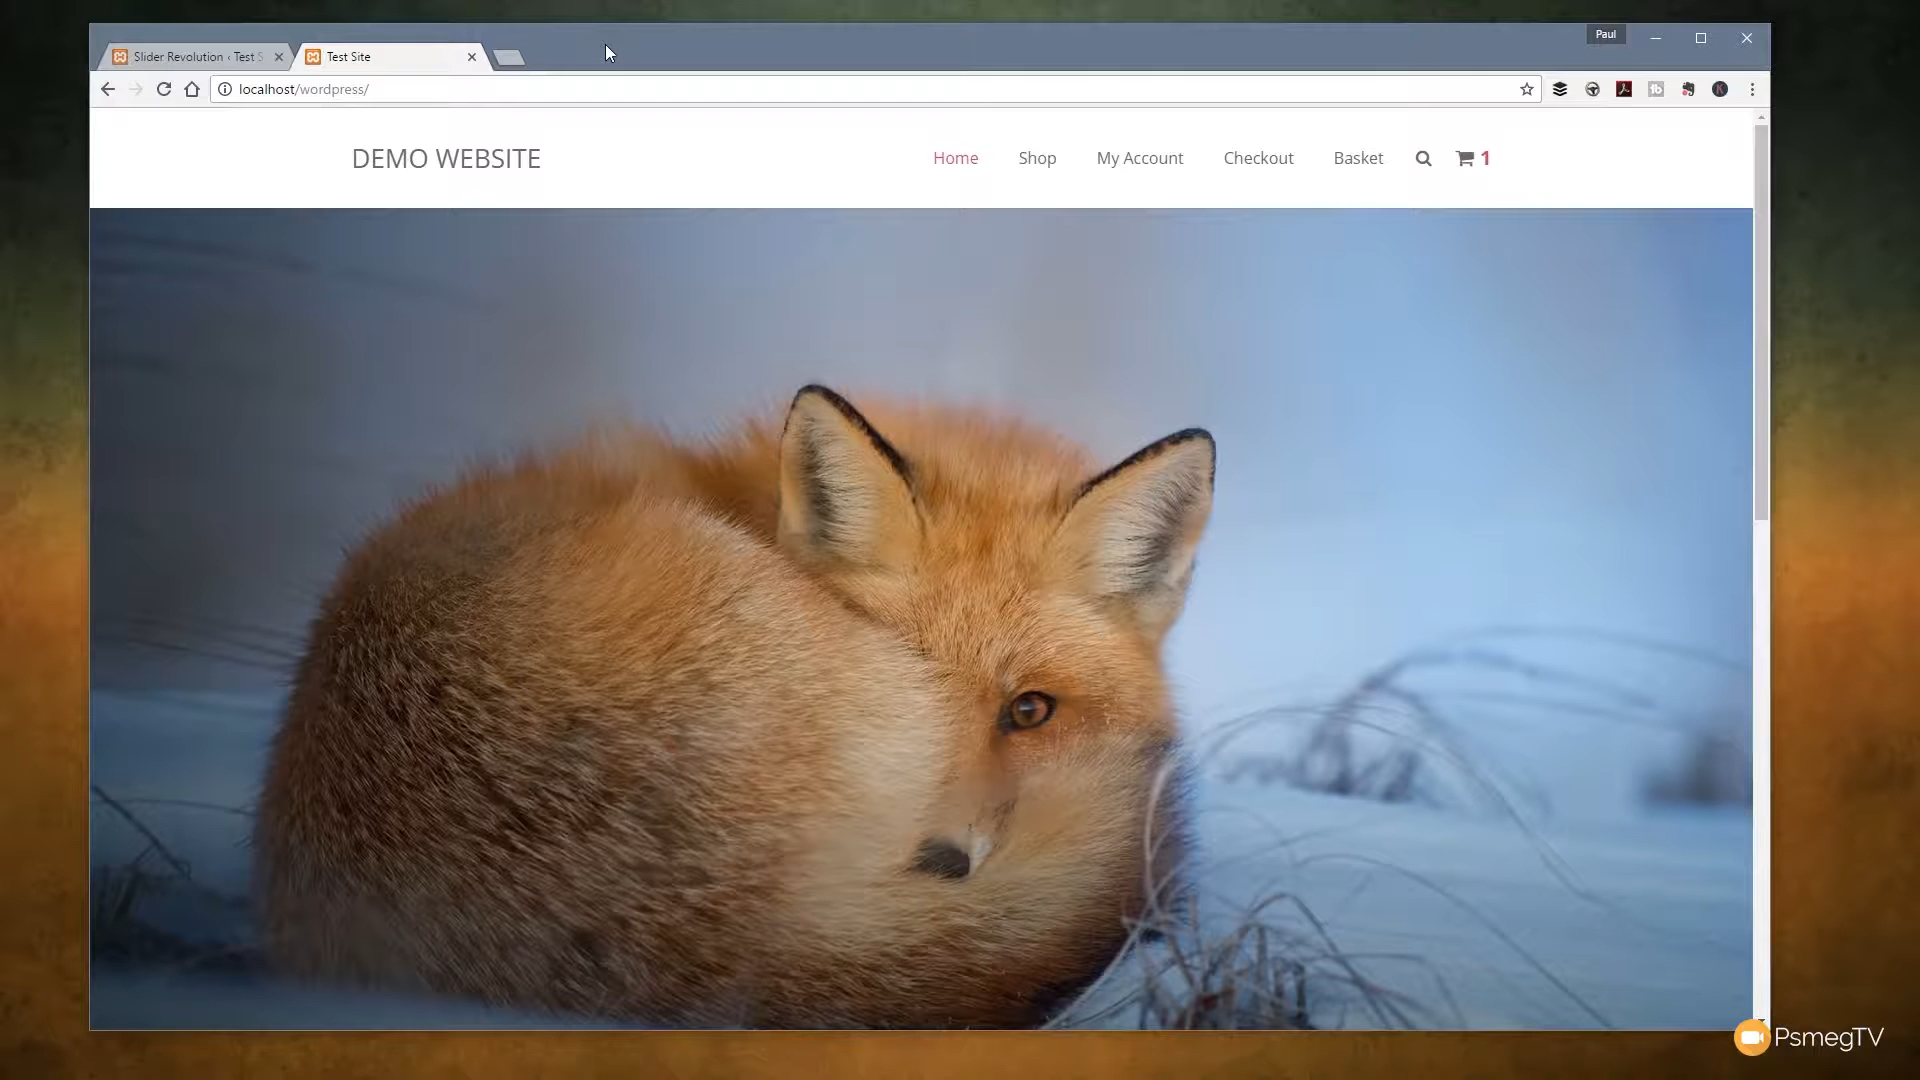 Paul
Slider Revolution ‹ Test S
Test Site
localhost/wordpress/
DEMO WEBSITE
Home
Shop
My Account
Checkout
Basket
1
PsmegTV